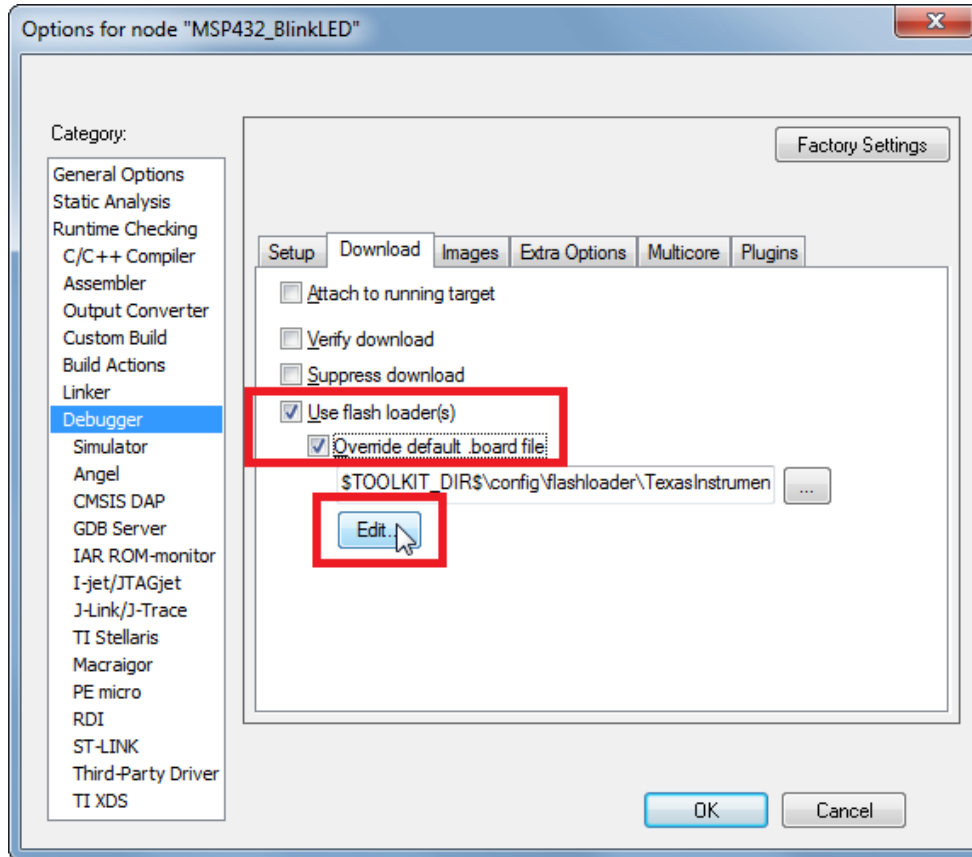 Options for node "MSP432_BlinkLED"
Category:
Factory Settings
General Options
Static Analysis
Runtime Checking
C/C++ Compiler
Assembler
Output Converter
Custom Build
Build Actions
Linker
Debugger
Simulator
Angel
CMSIS DAP
GDB Server
IAR ROM-monitor
I-jet/JTAGjet
J-Link/J-Trace
TI Stellaris
Macraigor
PE micro
RDI
ST-LINK
Third-Party Driver
TI XDS
Setup Download Images Extra Options Multicore Plugins
Attach to running target
Verify download
Suppress download
Use flash loader(s)
Override default .board file
$TOOLKIT_DIR$\config\flashloader\TexasInstrumen ...
Edit...
OK Cancel